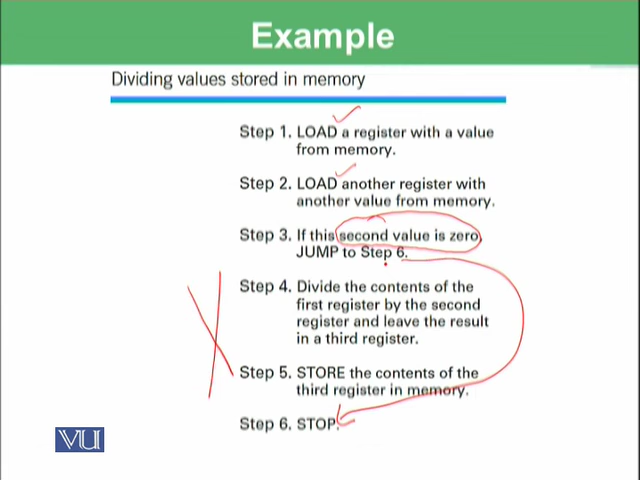 Example
Dividing values stored in memory
Step 1. LOAD a register with a value
from memory.
Step 2. LOAD another register with
another value from memory.
Step 3. If this second value is zero,
JUMP to Step 6.
Step 4. Divide the contents of the
first register by the second
register and leave the result
in a third register.
Step 5. STORE the contents of the
third register in memory.
Step 6. STOP.
VU